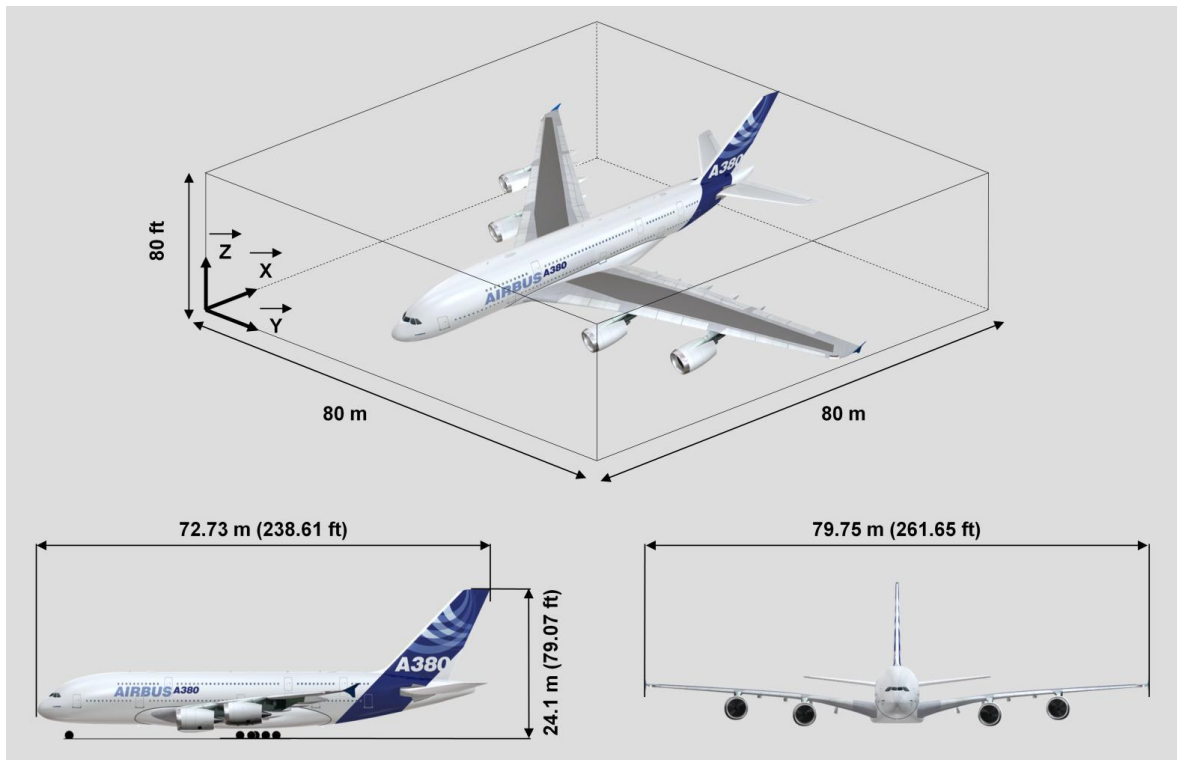 A380
AIRBUS A380
80 ft
Z
X
Y
80 m
80 m
72.73 m (238.61 ft)
79.75 m (261.65 ft)
24.1 m (79.07 ft)
A380
AIRBUS A380